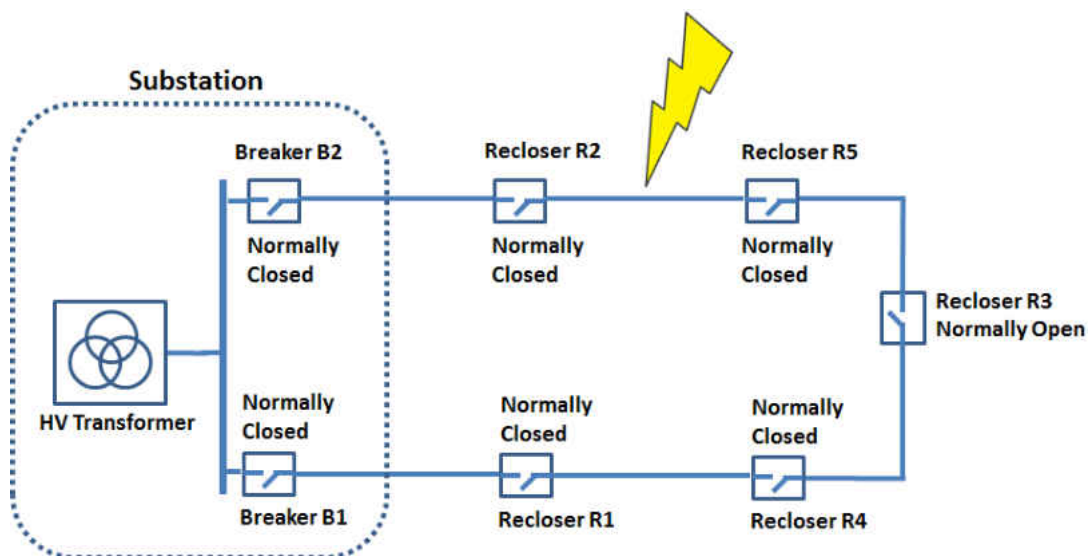 Substation
Breaker B2
Recloser R2
Recloser R5
Normally
Closed
Normally
Closed
Normally
Closed
Recloser R3
Normally Open
HV Transformer
Normally
Closed
Normally
Closed
Normally
Closed
Breaker B1
Recloser R1
Recloser R4